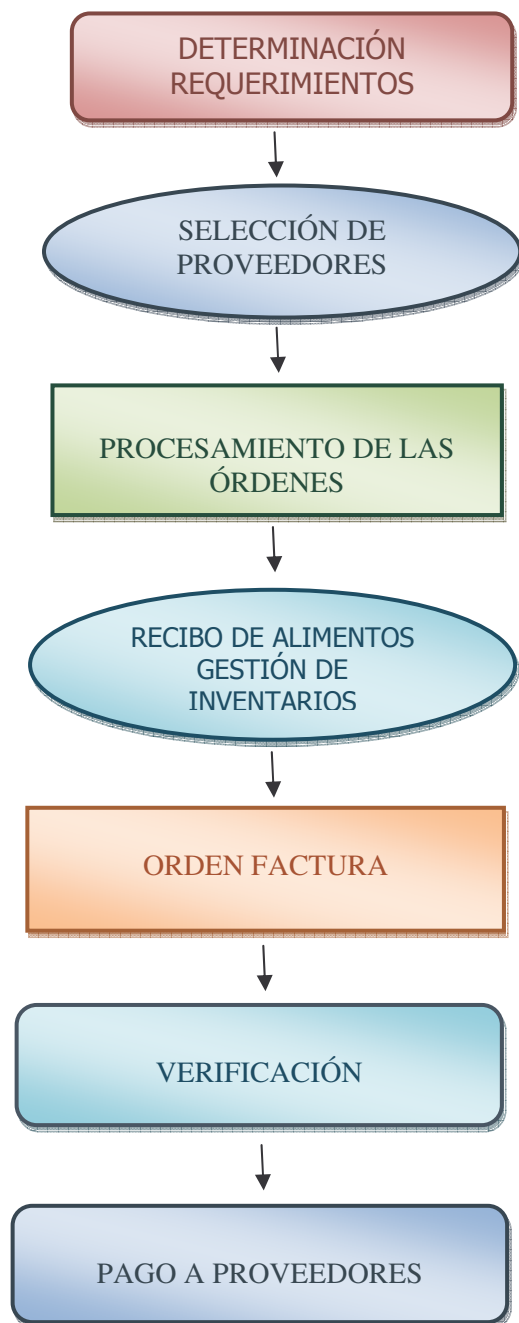 DETERMINACIÓN
REQUERIMIENTOS
SELECCIÓN DE
PROVEEDORES
PROCESAMIENTO DE LAS
ÓRDENES
RECIBO DE ALIMENTOS
GESTIÓN DE
INVENTARIOS
ORDEN FACTURA
VERIFICACIÓN
PAGO A PROVEEDORES